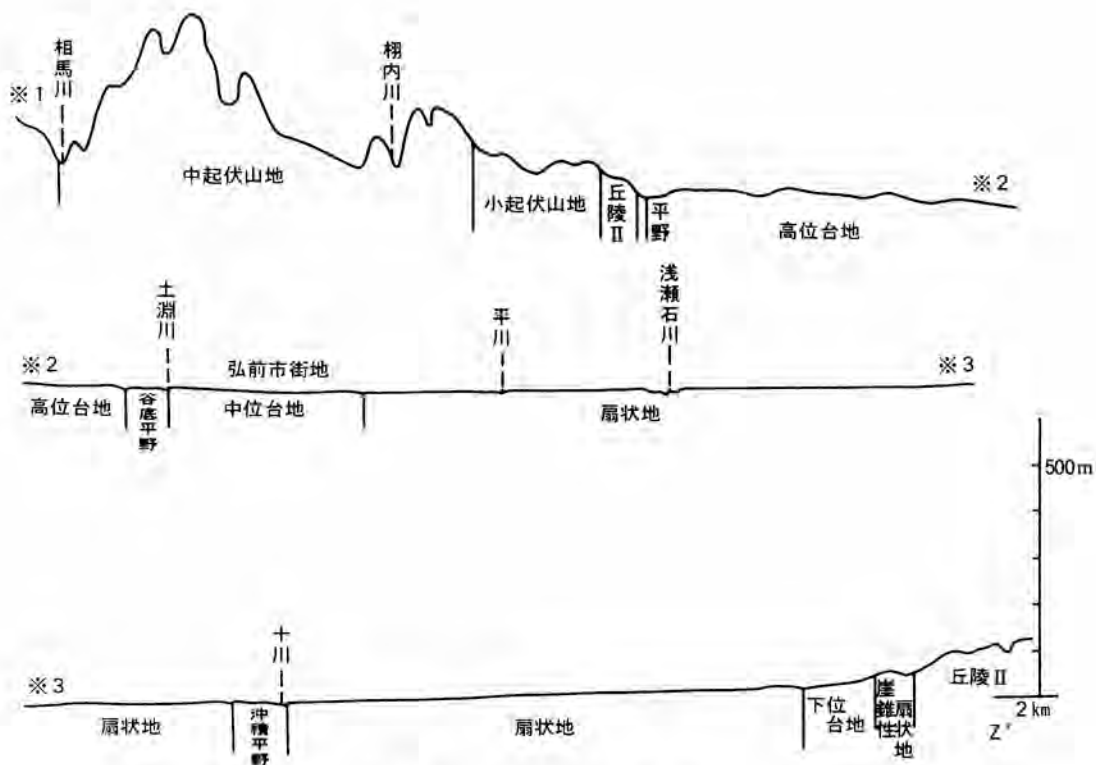 ※1
相馬川
栩内川
中起伏山地
小起伏山地
丘陵Ⅱ
平野
高位台地
※2
※2
土淵川
弘前市街地
平川
浅瀬石川
※3
高位台地
谷底平野
中位台地
扇状地
500m
※3
十川
扇状地
沖積平野
扇状地
下位台地
崖錐性扇状地
丘陵Ⅱ
2km
Z'